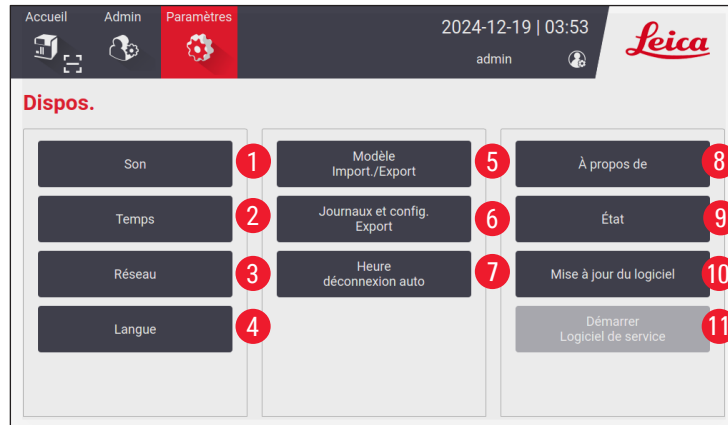 Accueil
Admin
Paramètres
2024-12-19 | 03:53
admin
Leica
Dispos.
Son
1
Temps
2
Réseau
3
Langue
4
Modèle
Import./Export
5
Journaux et config.
Export
6
Heure
déconnexion auto
7
À propos de
8
État
9
Mise à jour du logiciel
10
Démarrer
Logiciel de service
11